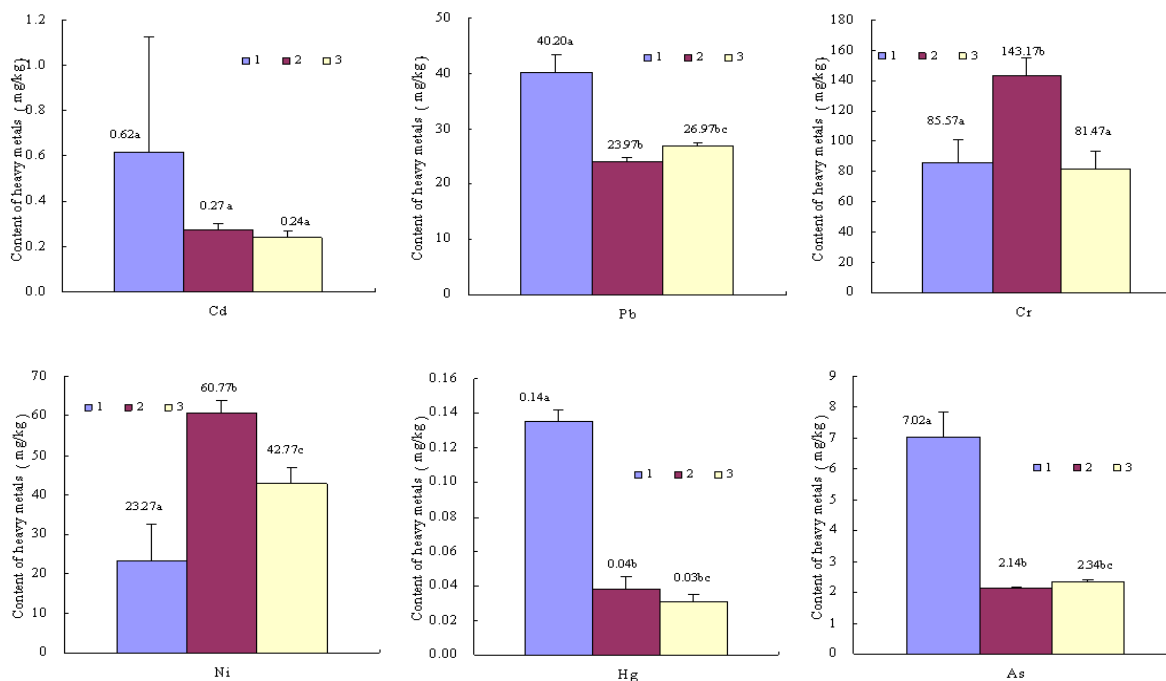 Content of heavy metals ( mg/kg)
1.2
1.0
0.8
0.6
0.4
0.2
0.0
1 2 3
0.62a
0.27a
0.24a
Cd
Content of heavy metals ( mg/kg)
50
40
30
20
10
0
1 2 3
40.20a
23.97b
26.97bc
Pb
Content of heavy metals ( mg/kg)
180
160
140
120
100
80
60
40
20
0
1 2 3
85.57a
143.17b
81.47a
Cr
Content of heavy metals ( mg/kg)
70
60
50
40
30
20
10
0
1 2 3
23.27a
60.77b
42.77c
Ni
Content of heavy metals ( mg/kg)
0.16
0.14
0.12
0.10
0.08
0.06
0.04
0.02
0.00
1 2 3
0.14a
0.04b
0.03bc
Hg
Content of heavy metals ( mg/kg)
9
8
7
6
5
4
3
2
1
0
1 2 3
7.02a
2.14b
2.34bc
As